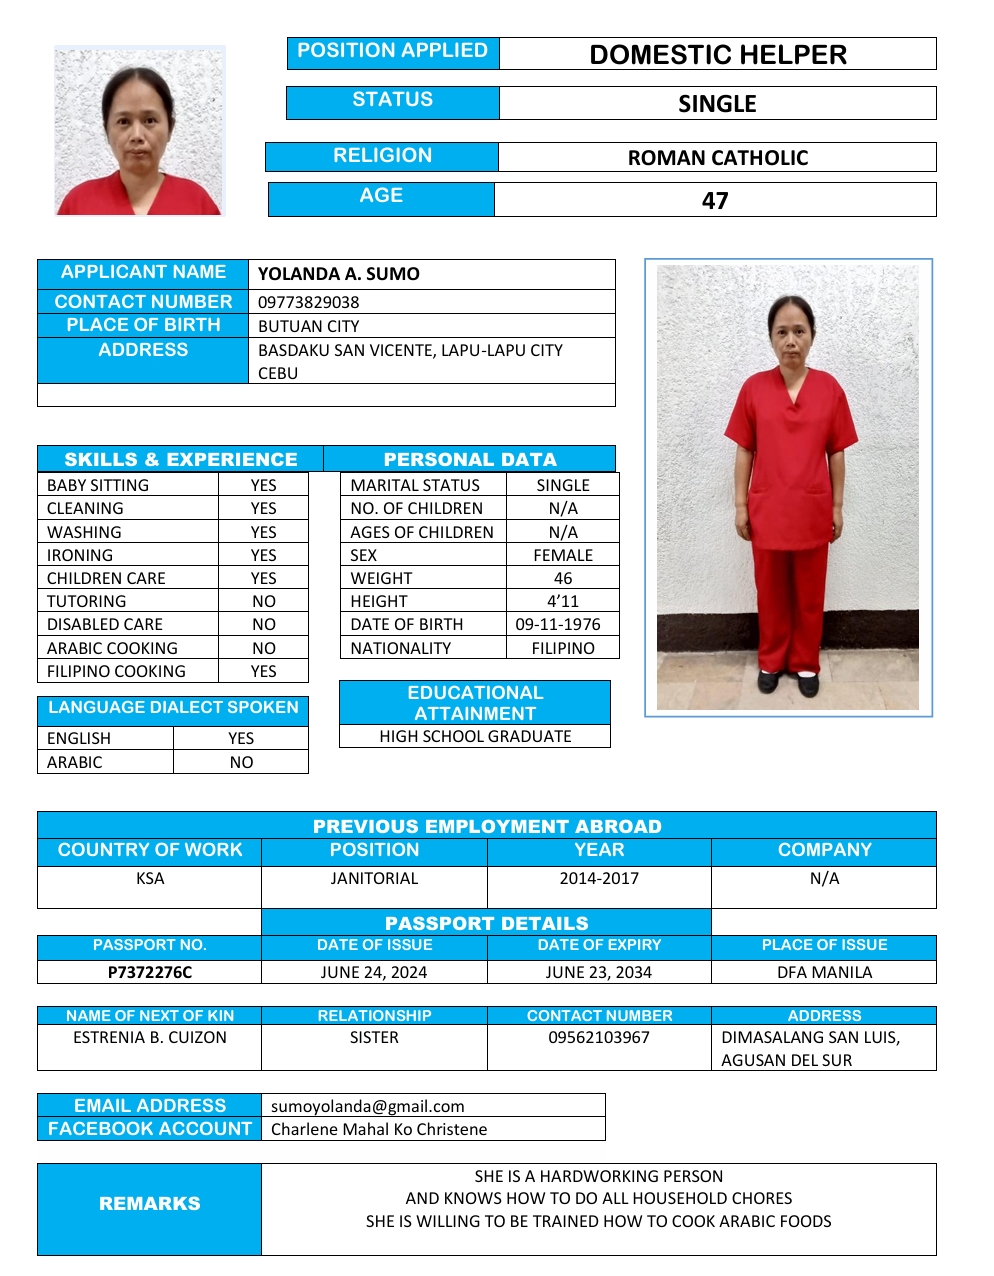 POSITION APPLIED DOMESTIC HELPER
STATUS SINGLE
RELIGION ROMAN CATHOLIC
AGE 47
APPLICANT NAME YOLANDA A. SUMO
CONTACT NUMBER 09773829038
PLACE OF BIRTH BUTUAN CITY
ADDRESS BASDAKU SAN VICENTE, LAPU-LAPU CITY
CEBU
SKILLS & EXPERIENCE
BABY SITTING YES
CLEANING YES
WASHING YES
IRONING YES
CHILDREN CARE YES
TUTORING NO
DISABLED CARE NO
ARABIC COOKING NO
FILIPINO COOKING YES
LANGUAGE DIALECT SPOKEN
ENGLISH YES
ARABIC NO
PERSONAL DATA
MARITAL STATUS SINGLE
NO. OF CHILDREN N/A
AGES OF CHILDREN N/A
SEX FEMALE
WEIGHT 46
HEIGHT 4’11
DATE OF BIRTH 09-11-1976
NATIONALITY FILIPINO
EDUCATIONAL
ATTAINMENT
HIGH SCHOOL GRADUATE
PREVIOUS EMPLOYMENT ABROAD
COUNTRY OF WORK POSITION YEAR COMPANY
KSA JANITORIAL 2014-2017 N/A
PASSPORT DETAILS
PASSPORT NO. DATE OF ISSUE DATE OF EXPIRY PLACE OF ISSUE
P7372276C JUNE 24, 2024 JUNE 23, 2034 DFA MANILA
NAME OF NEXT OF KIN RELATIONSHIP CONTACT NUMBER ADDRESS
ESTRENIA B. CUIZON SISTER 09562103967 DIMASALANG SAN LUIS,
AGUSAN DEL SUR
EMAIL ADDRESS sumoyolanda@gmail.com
FACEBOOK ACCOUNT Charlene Mahal Ko Christene
REMARKS
SHE IS A HARDWORKING PERSON
AND KNOWS HOW TO DO ALL HOUSEHOLD CHORES
SHE IS WILLING TO BE TRAINED HOW TO COOK ARABIC FOODS